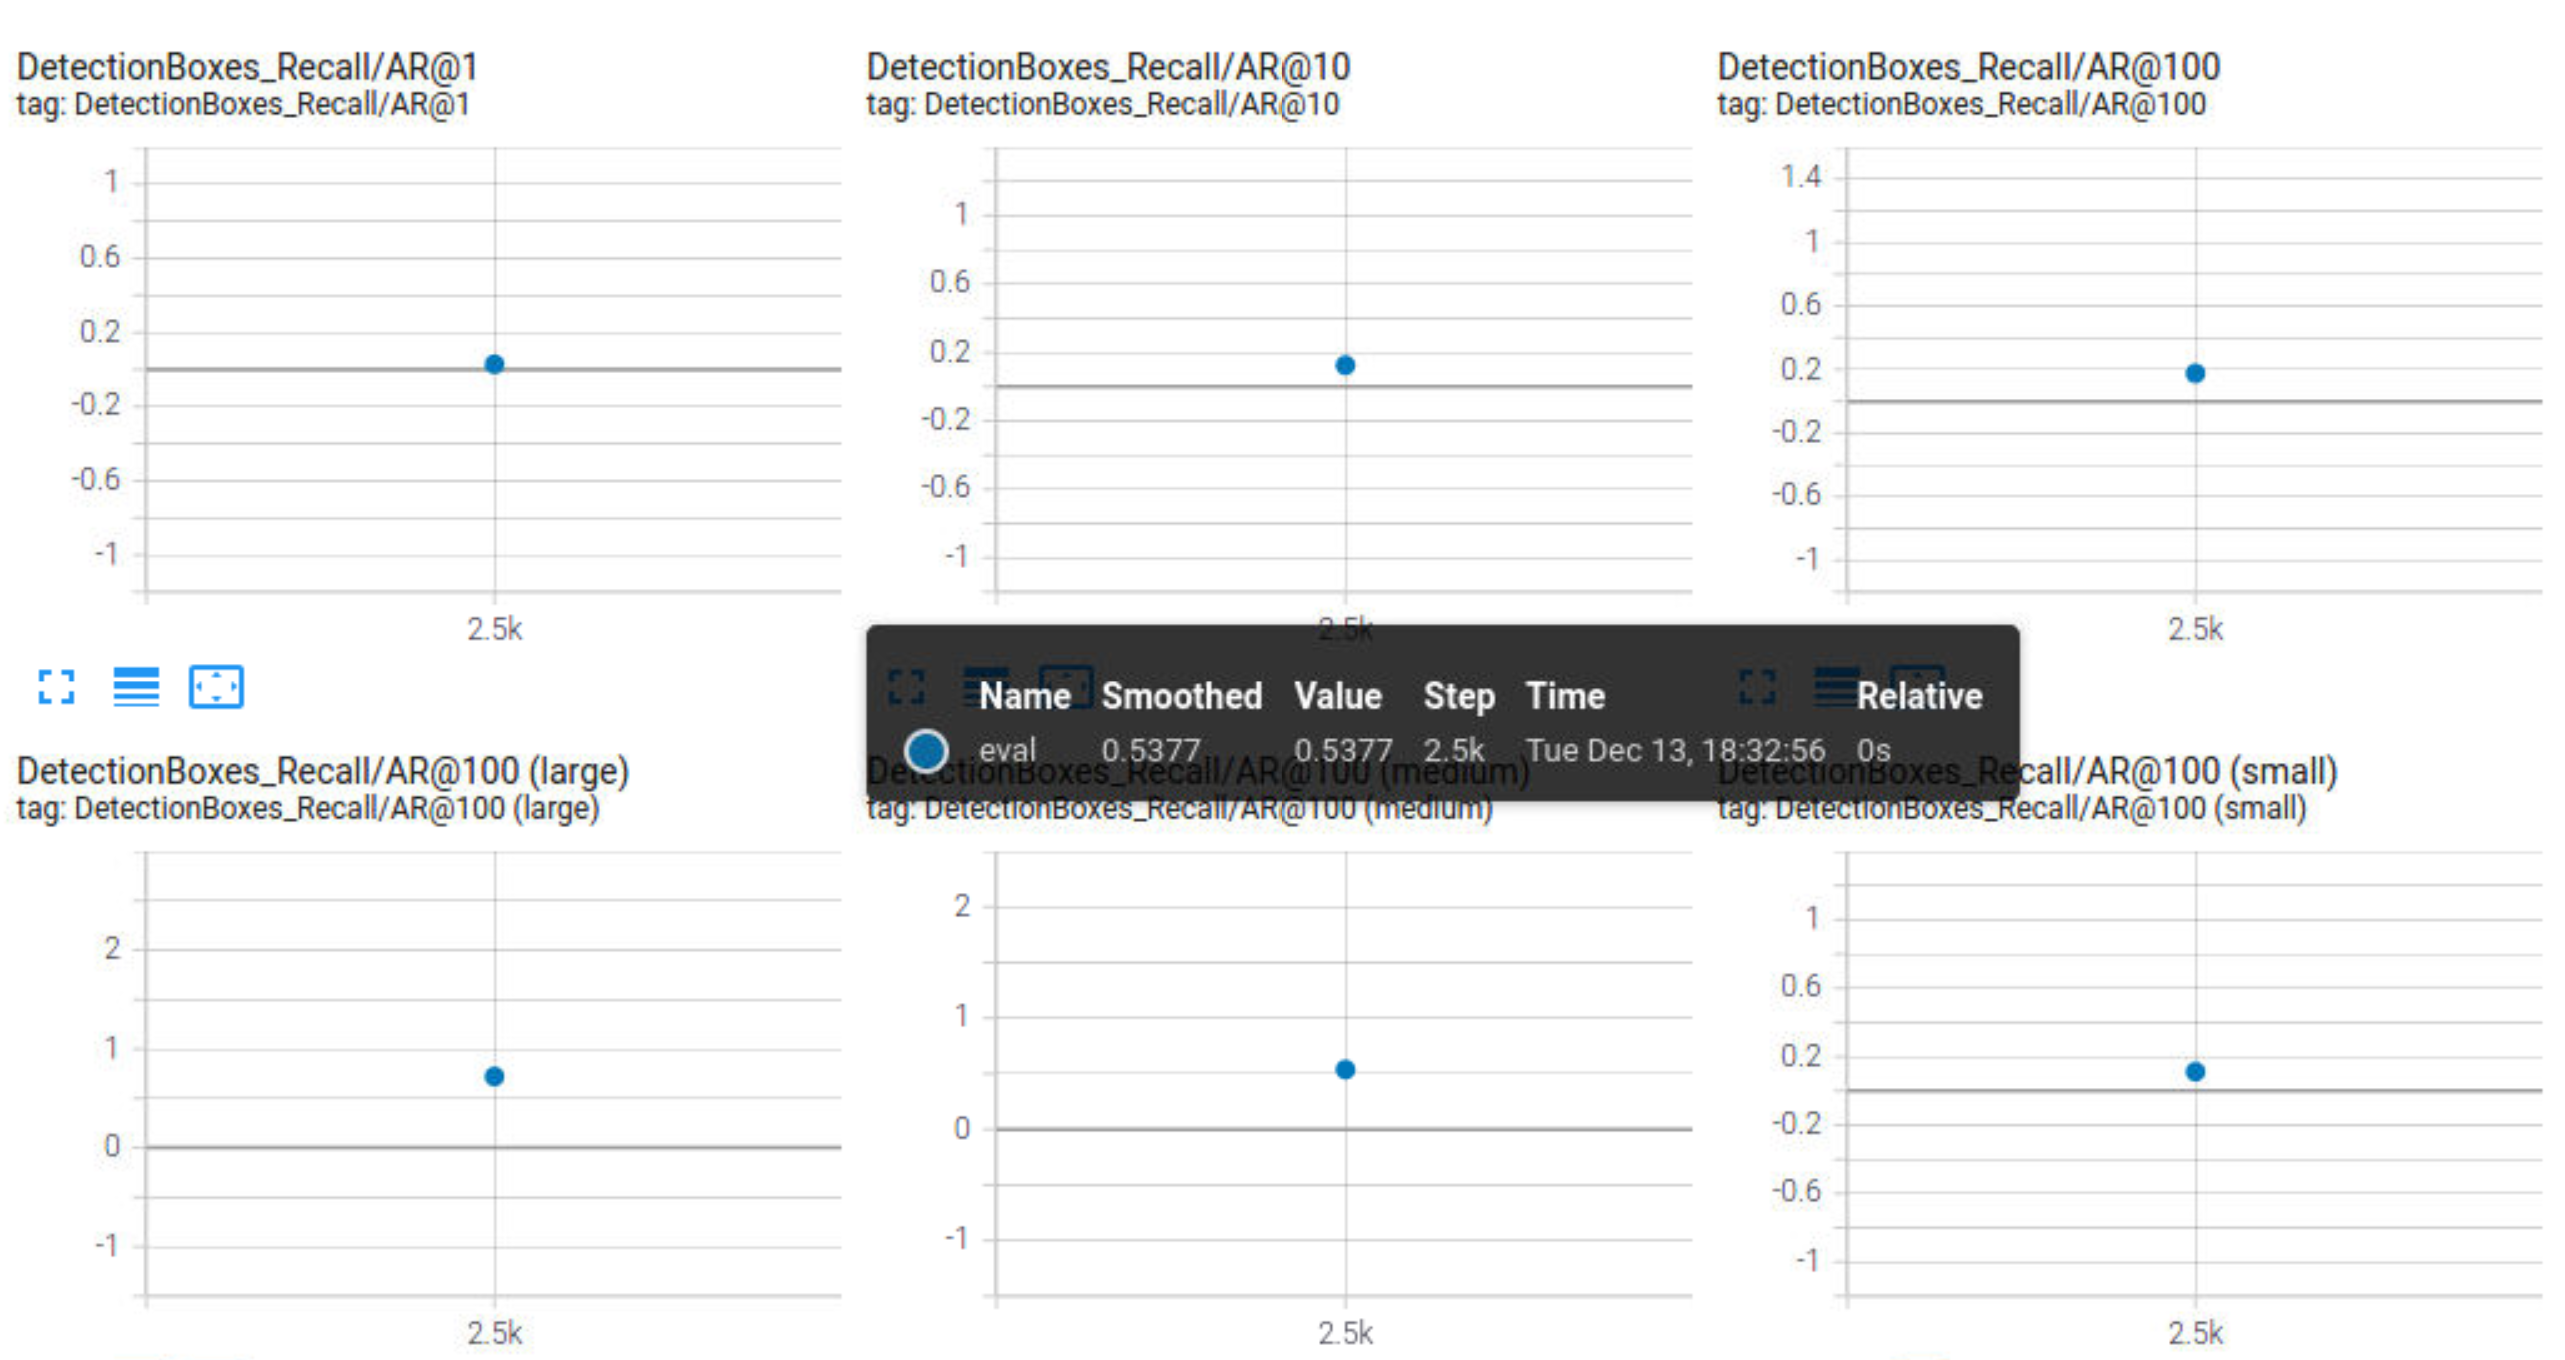 DetectionBoxes_Recall/AR@1
tag: DetectionBoxes_Recall/AR@1
1
0.6
0.2
-0.2
-0.6
-1
2.5k
DetectionBoxes_Recall/AR@10
tag: DetectionBoxes_Recall/AR@10
1
0.6
0.2
-0.2
-0.6
-1
2.5k
DetectionBoxes_Recall/AR@100
tag: DetectionBoxes_Recall/AR@100
1.4
1
0.6
0.2
-0.2
-0.6
-1
2.5k
Name Smoothed Value Step Time Relative
eval 0.5377 0.5377 2.5k Tue Dec 13, 18:32:56 0s
DetectionBoxes_Recall/AR@100 (large)
tag: DetectionBoxes_Recall/AR@100 (large)
2
1
0
-1
2.5k
DetectionBoxes_Recall/AR@100 (medium)
tag: DetectionBoxes_Recall/AR@100 (medium)
2
1
0
-1
2.5k
DetectionBoxes_Recall/AR@100 (small)
tag: DetectionBoxes_Recall/AR@100 (small)
1
0.6
0.2
-0.2
-0.6
-1
2.5k